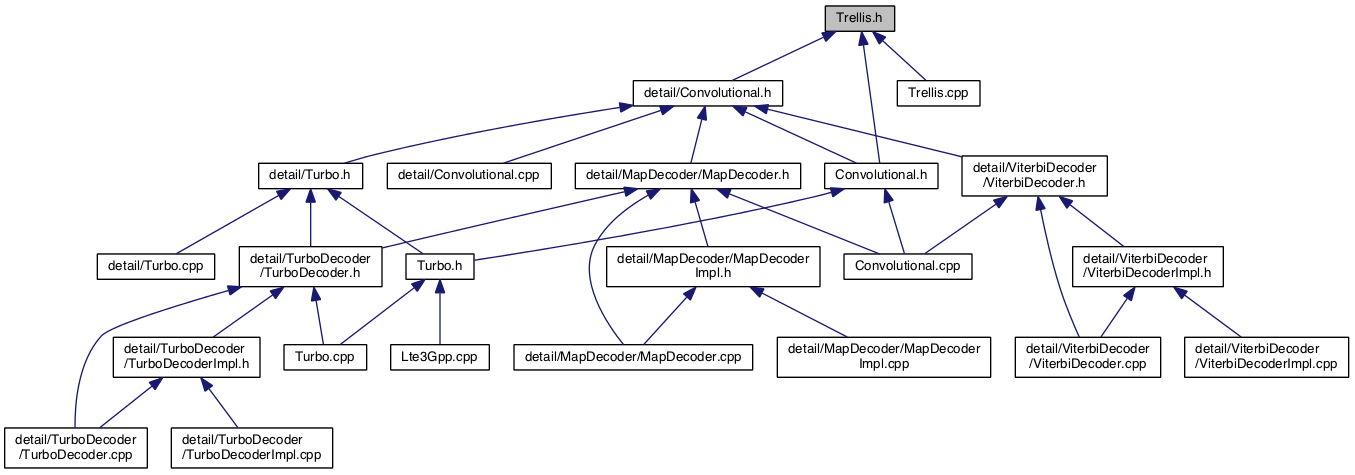 Trellis.h
detail/Convolutional.h
Trellis.cpp
detail/Turbo.h
detail/Convolutional.cpp
detail/MapDecoder/MapDecoder.h
Convolutional.h
detail/ViterbiDecoder
/ViterbiDecoder.h
detail/Turbo.cpp
detail/TurboDecoder
/TurboDecoder.h
Turbo.h
detail/MapDecoder/MapDecoder
Impl.h
Convolutional.cpp
detail/ViterbiDecoder
/ViterbiDecoderImpl.h
detail/TurboDecoder
/TurboDecoderImpl.h
Turbo.cpp
Lte3Gpp.cpp
detail/MapDecoder/MapDecoder.cpp
detail/MapDecoder/MapDecoder
Impl.cpp
detail/ViterbiDecoder
/ViterbiDecoder.cpp
detail/ViterbiDecoder
/ViterbiDecoderImpl.cpp
detail/TurboDecoder
/TurboDecoder.cpp
detail/TurboDecoder
/TurboDecoderImpl.cpp